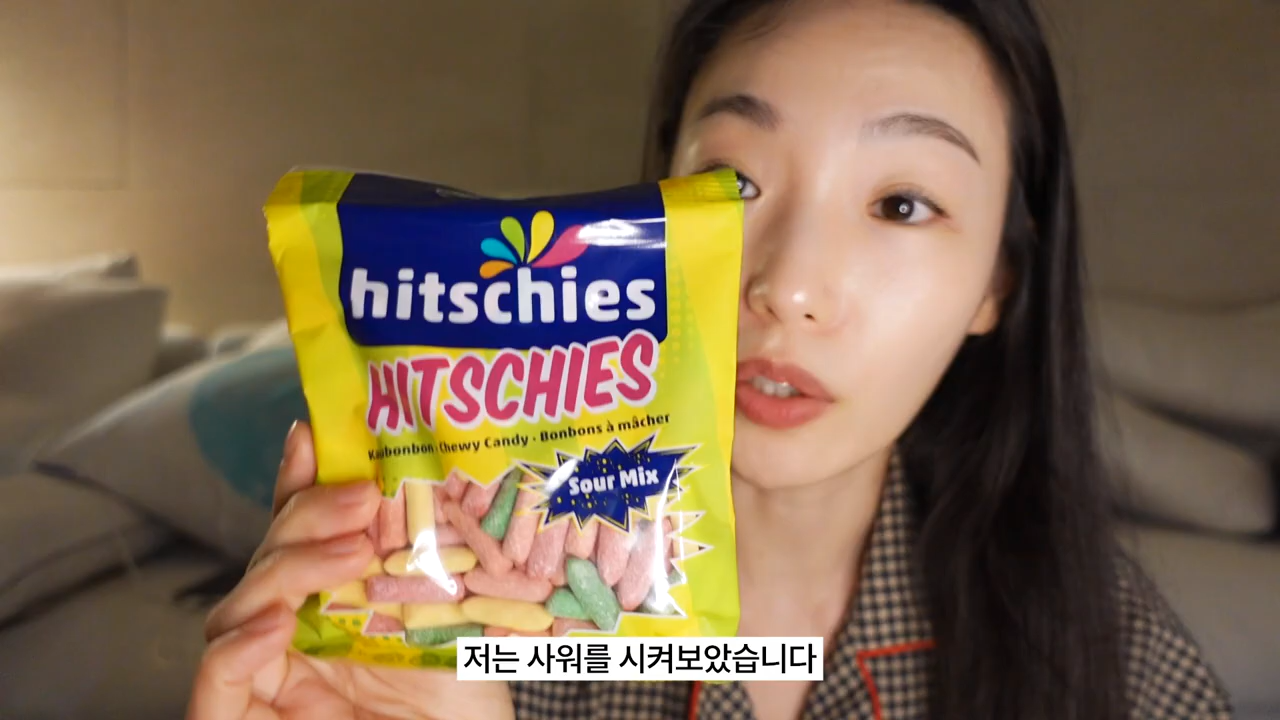 hitschies
HITSCHIES
Kaubonbon · Chewy Candy · Bonbons à mâcher
Sour Mix
저는 사워를 시켜보았습니다